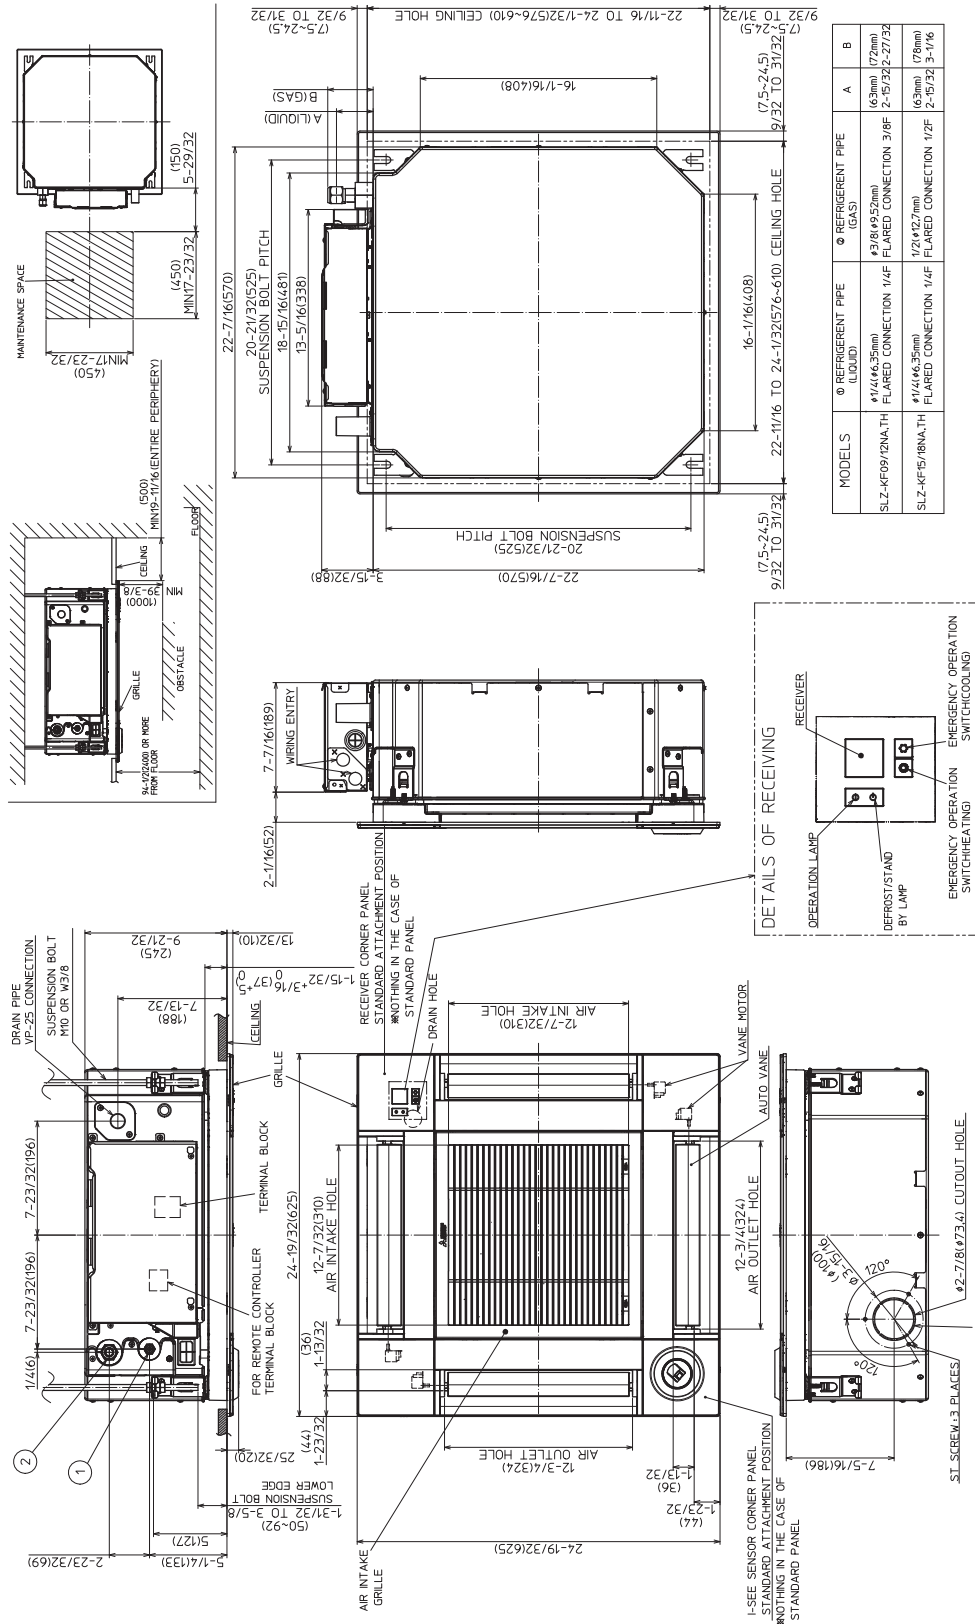 DRAIN PIPE
VP-25 CONNECTION
SUSPENSION BOLT
M10 OR W3/8
7-23/32(196)
7-23/32(196)
1/4(6)
2
1
2-23/32(69)
5-1/4(133)
5(127)
1-31/32 TO 3-5/8
(50~92)
SUSPENSION BOLT
LOWER EDGE
25/32(20)
FOR REMOTE CONTROLLER
TERMINAL BLOCK
TERMINAL BLOCK
GRILLE
CEILING
9-21/32
(245)
7-13/32
(188)
1-15/32 +3/16 0 (37 +5 0)
13/32(10)
24-19/32(625)
12-7/32(310)
AIR INTAKE HOLE
(36)
1-13/32
(44)
1-23/32
RECEIVER CORNER PANEL
STANDARD ATTACHMENT POSITION
※NOTHING IN THE CASE OF
STANDARD PANEL
DRAIN HOLE
12-7/32(310)
AIR INTAKE HOLE
VANE MOTOR
AUTO VANE
12-3/4(324)
AIR OUTLET HOLE
12-3/4(324)
AIR OUTLET HOLE
1-13/32
(36)
1-23/32
(44)
24-19/32(625)
AIR INTAKE
GRILLE
I-SEE SENSOR CORNER PANEL
STANDARD ATTACHMENT POSITION
※NOTHING IN THE CASE OF
STANDARD PANEL
ø3-15/16
(ø100)
120°
120°
ø2-7/8(ø73.4) CUTOUT HOLE
7-5/16(186)
ST SCREW:3 PLACES
94-1/2(2400) OR MORE
FROM FLOOR
GRILLE
OBSTACLE
CEILING
FLOOR
MIN 39-3/8
(1000)
(500)
MIN19-11/16(ENTIRE PERIPHERY)
MAINTENANCE SPACE
MIN17-23/32
(450)
(450)
MIN17-23/32
(150)
5-29/32
2-1/16(52)
7-7/16(189)
WIRING ENTRY
22-7/16(570)
20-21/32(525)
SUSPENSION BOLT PITCH
18-15/16(481)
13-5/16(338)
A(LIQUID)
B(GAS)
16-1/16(408)
22-11/16 TO 24-1/32(576~610) CEILING HOLE
9/32 TO 31/32
(7.5~24.5)
9/32 TO 31/32
(7.5~24.5)
3-15/32(88)
22-7/16(570)
20-21/32(525)
SUSPENSION BOLT PITCH
16-1/16(408)
22-11/16 TO 24-1/32(576~610) CEILING HOLE
(7.5~24.5)
9/32 TO 31/32
(7.5~24.5)
9/32 TO 31/32
DETAILS OF RECEIVING
OPERATION LAMP
DEFROST/STAND
BY LAMP
RECEIVER
EMERGENCY OPERATION
SWITCH(HEATING)
EMERGENCY OPERATION
SWITCH(COOLING)
MODELS ① REFRIGERENT PIPE (LIQUID) ② REFRIGERENT PIPE (GAS) A B
SLZ-KF09/12NA,TH ø1/4(ø6.35mm) FLARED CONNECTION 1/4F ø3/8(ø9.52mm) FLARED CONNECTION 3/8F (63mm) 2-15/32 (72mm) 2-27/32
SLZ-KF15/18NA,TH ø1/4(ø6.35mm) FLARED CONNECTION 1/4F 1/2(ø12.7mm) FLARED CONNECTION 1/2F (63mm) 2-15/32 (78mm) 3-1/16